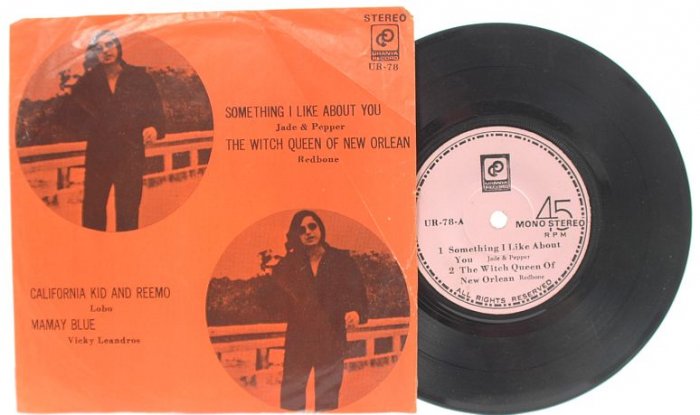 STEREO
UR-78
SOMETHING I LIKE ABOUT YOU
Jade & Pepper
THE WITCH QUEEN OF NEW ORLEAN
Redbone
CALIFORNIA KID AND REEMO
Lobo
MAMAY BLUE
Vicky Leandros
UR-78-A
45
MONO STEREO
RPM
1 Something I Like About
You Jade & Pepper
2 The Witch Queen Of
New Orlean Redbone
ALL RIGHTS RESERVED